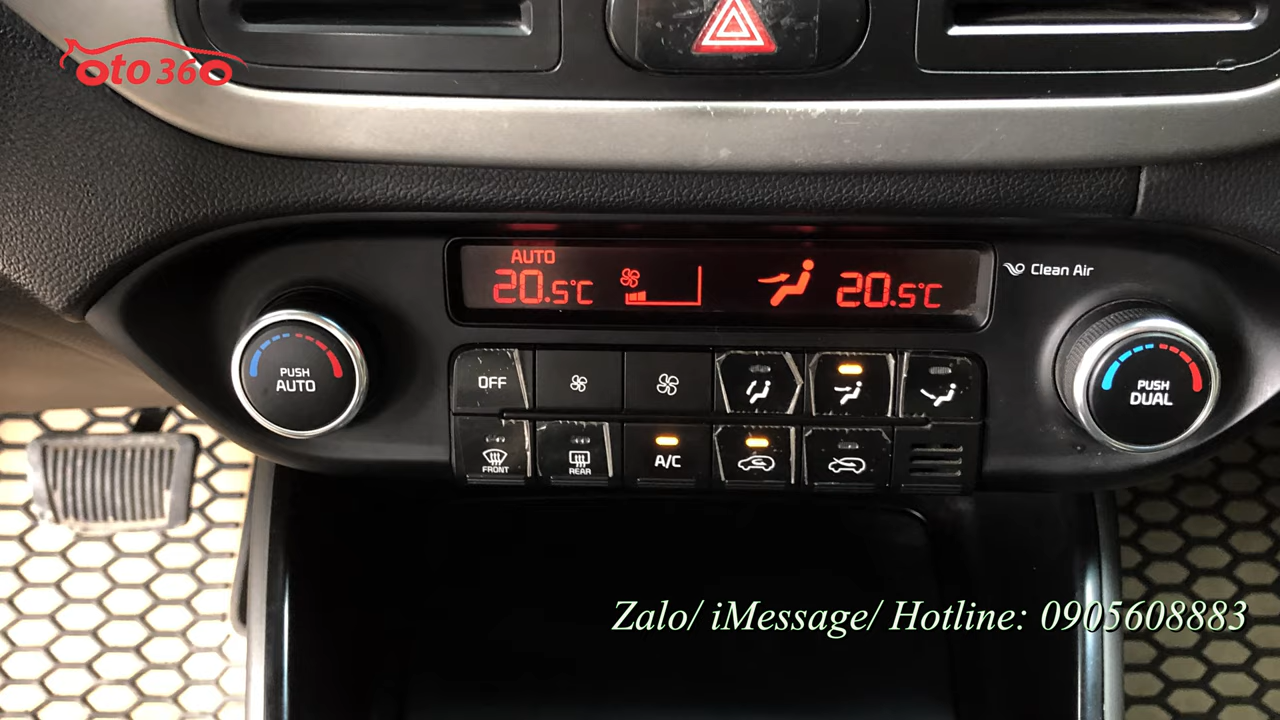 oto360
AUTO
20.5°C 20.5°C
Clean Air
PUSH
AUTO
OFF
PUSH
DUAL
FRONT REAR A/C
Zalo/ iMessage/ Hotline: 0905608883